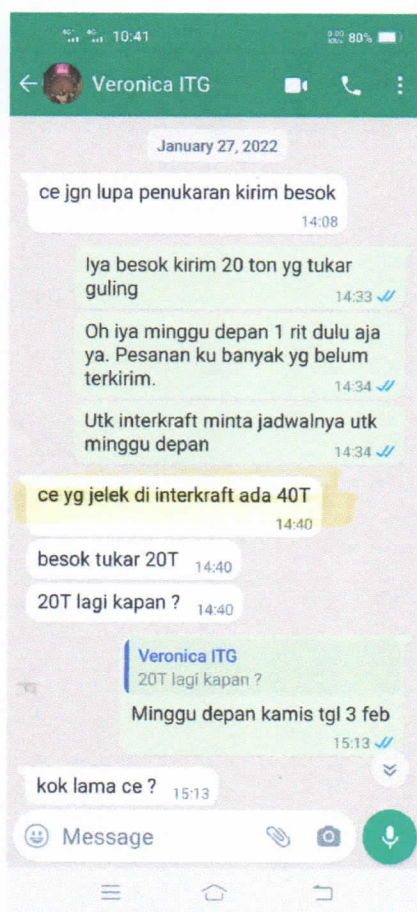 10:41
80%
Veronica ITG
January 27, 2022
ce jgn lupa penukaran kirim besok
14:08
Iya besok kirim 20 ton yg tukar
guling
14:33
Oh iya minggu depan 1 rit dulu aja
ya. Pesanan ku banyak yg belum
terkirim.
14:34
Utk interkraft minta jadwalnya utk
minggu depan
14:34
ce yg jelek di interkraft ada 40T
14:40
besok tukar 20T 14:40
20T lagi kapan ? 14:40
Veronica ITG
20T lagi kapan ?
Minggu depan kamis tgl 3 feb
15:13
kok lama ce ? 15:13
Message